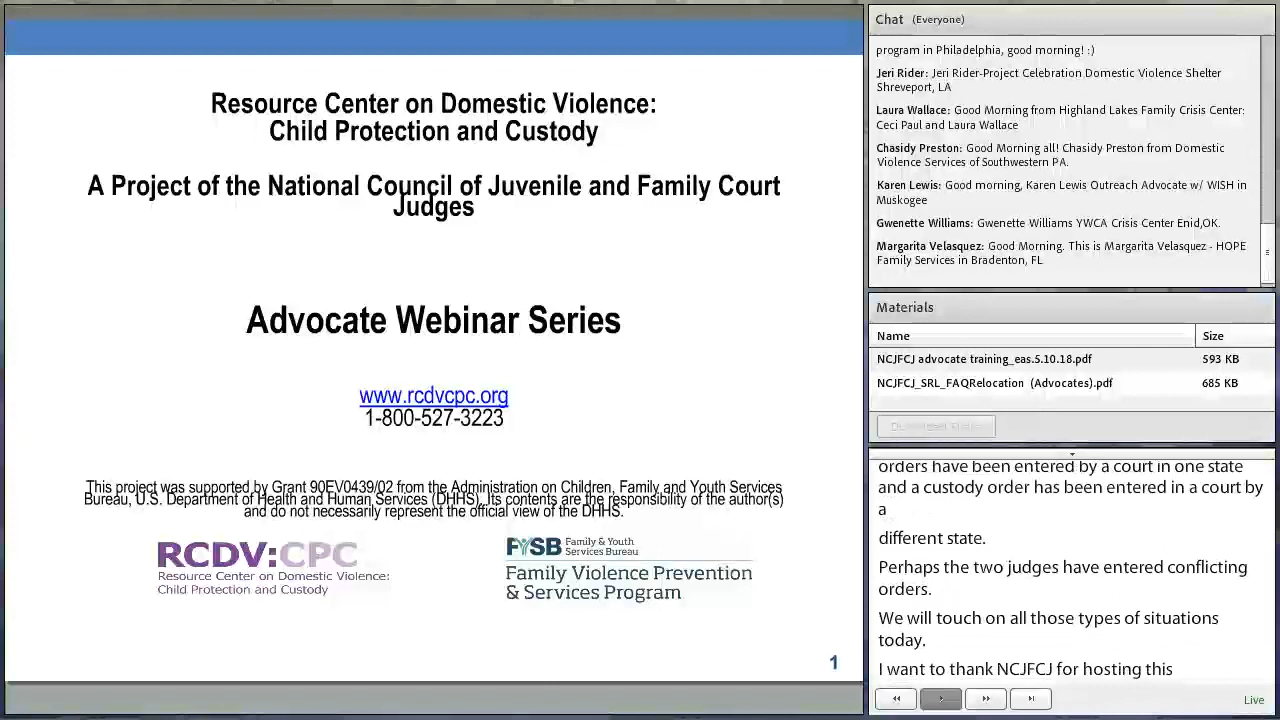 Resource Center on Domestic Violence:
Child Protection and Custody
A Project of the National Council of Juvenile and Family Court
Judges
Advocate Webinar Series
www.rcdvcpc.org
1-800-527-3223
This project was supported by Grant 90EV0439/02 from the Administration on Children, Family and Youth Services
Bureau, U.S. Department of Health and Human Services (DHHS). Its contents are the responsibility of the author(s)
and do not necessarily represent the official view of the DHHS.
RCDV:CPC
Resource Center on Domestic Violence:
Child Protection and Custody
FYSB Family & Youth
Services Bureau
Family Violence Prevention
& Services Program
1
Chat (Everyone)
program in Philadelphia, good morning! :)
Jeri Rider: Jeri Rider-Project Celebration Domestic Violence Shelter
Shreveport, LA
Laura Wallace: Good Morning from Highland Lakes Family Crisis Center:
Ceci Paul and Laura Wallace
Chasidy Preston: Good Morning all! Chasidy Preston from Domestic
Violence Services of Southwestern PA.
Karen Lewis: Good morning, Karen Lewis Outreach Advocate w/ WISH in
Muskogee
Gwenette Williams: Gwenette Williams YWCA Crisis Center Enid,OK.
Margarita Velasquez: Good Morning. This is Margarita Velasquez - HOPE
Family Services in Bradenton, FL
Materials
Name Size
NCJFCJ advocate training_eas.5.10.18.pdf 593 KB
NCJFCJ_SRL_FAQRelocation (Advocates).pdf 685 KB
orders have been entered by a court in one state
and a custody order has been entered in a court by
a
different state.
Perhaps the two judges have entered conflicting
orders.
We will touch on all those types of situations
today.
I want to thank NCJFCJ for hosting this
Live